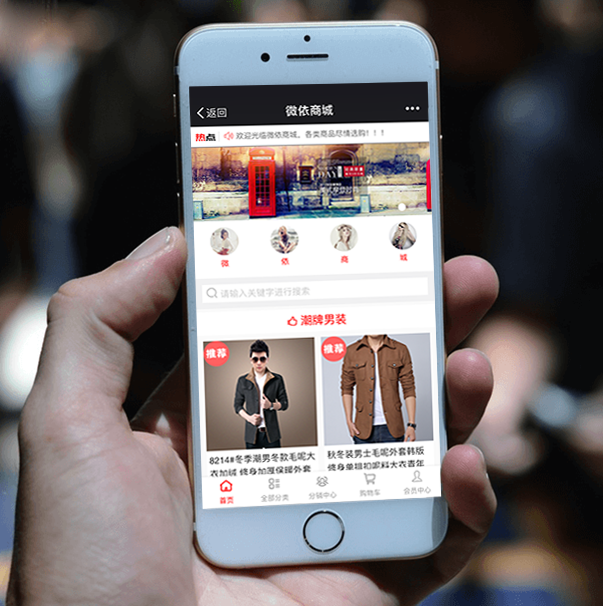 返回
微依商城
热点
欢迎光临微依商城，各类商品尽情选购！！！
DAY
微
依
商
城
请输入关键字进行搜索
潮牌男装
推荐
推荐
8214#冬季潮男冬款毛呢大
衣加绒 修身加厚保暖外套
秋冬装男士毛呢外套韩版
修身单排扣呢料大衣青年
首页
全部分类
分销中心
购物车
会员中心